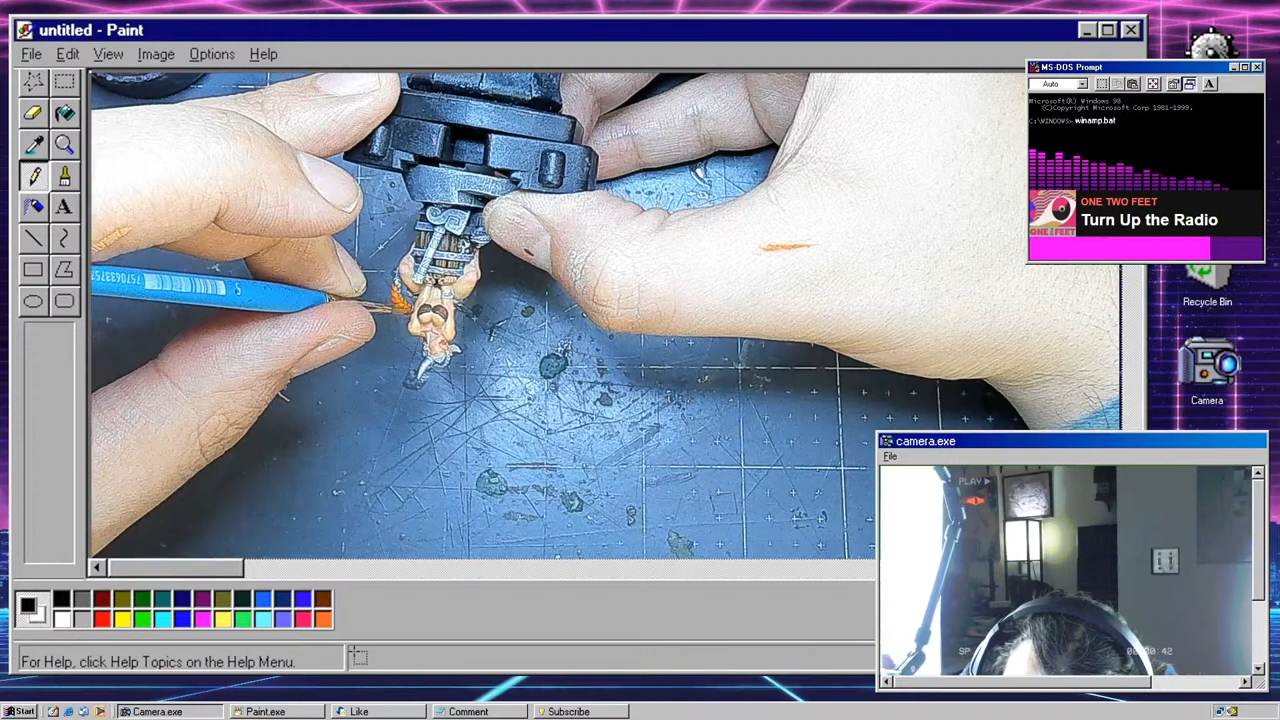 untitled - Paint
File Edit View Image Options Help
MS-DOS Prompt
Auto
A
Microsoft(R) Windows 98
(C)Copyright Microsoft Corp 1981-1999.
C:\WINDOWS> winamp.bat
ONE TWO FEET
Turn Up the Radio
Recycle Bin
Camera
A
camera.exe
File
PLAY
SP
For Help, click Help Topics on the Help Menu.
Start Camera.exe Paint.exe Like Comment Subscribe